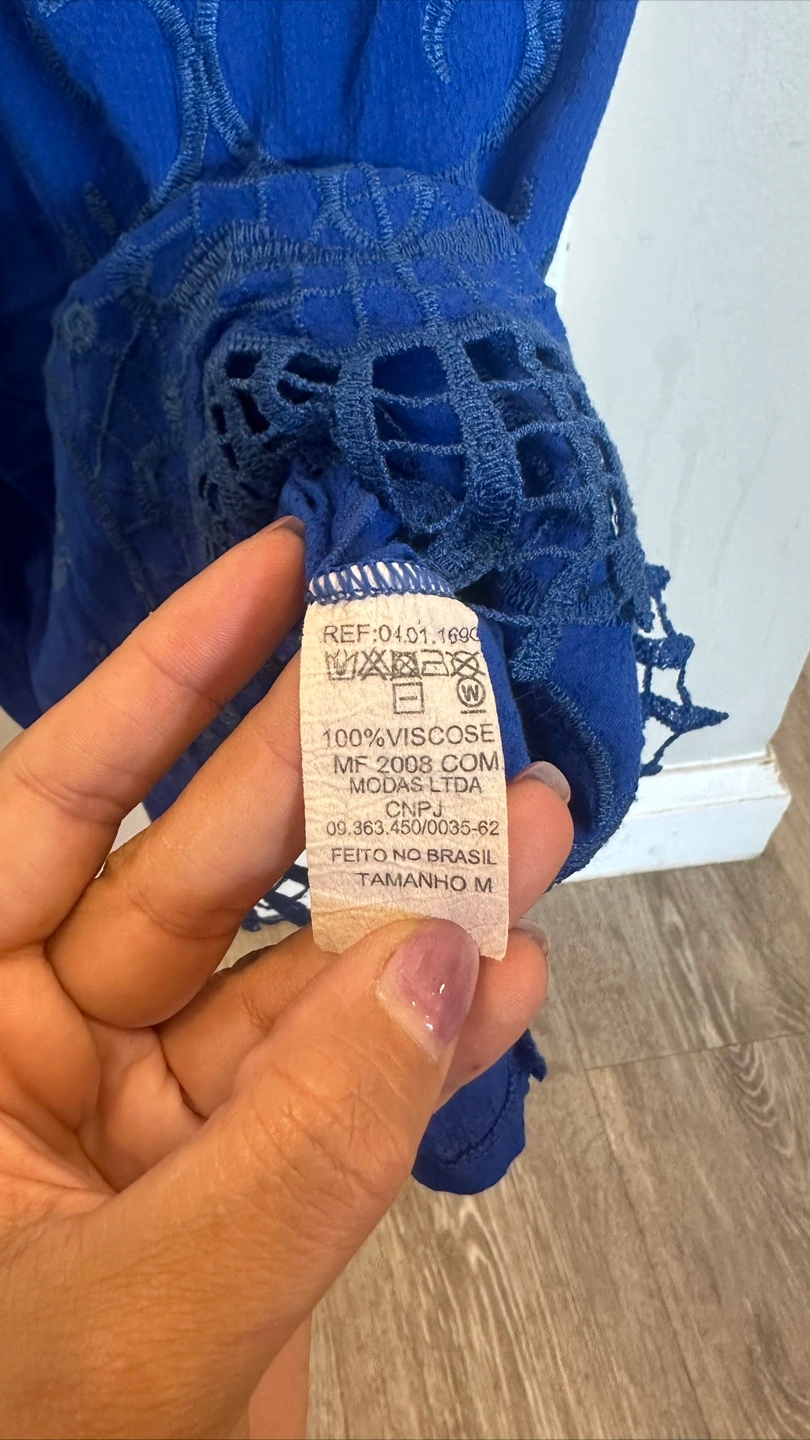 REF:04.01.169
W
100%VISCOSE
MF 2008 COM
MODAS LTDA
CNPJ
09.363.450/0035-62
FEITO NO BRASIL
TAMANHO M